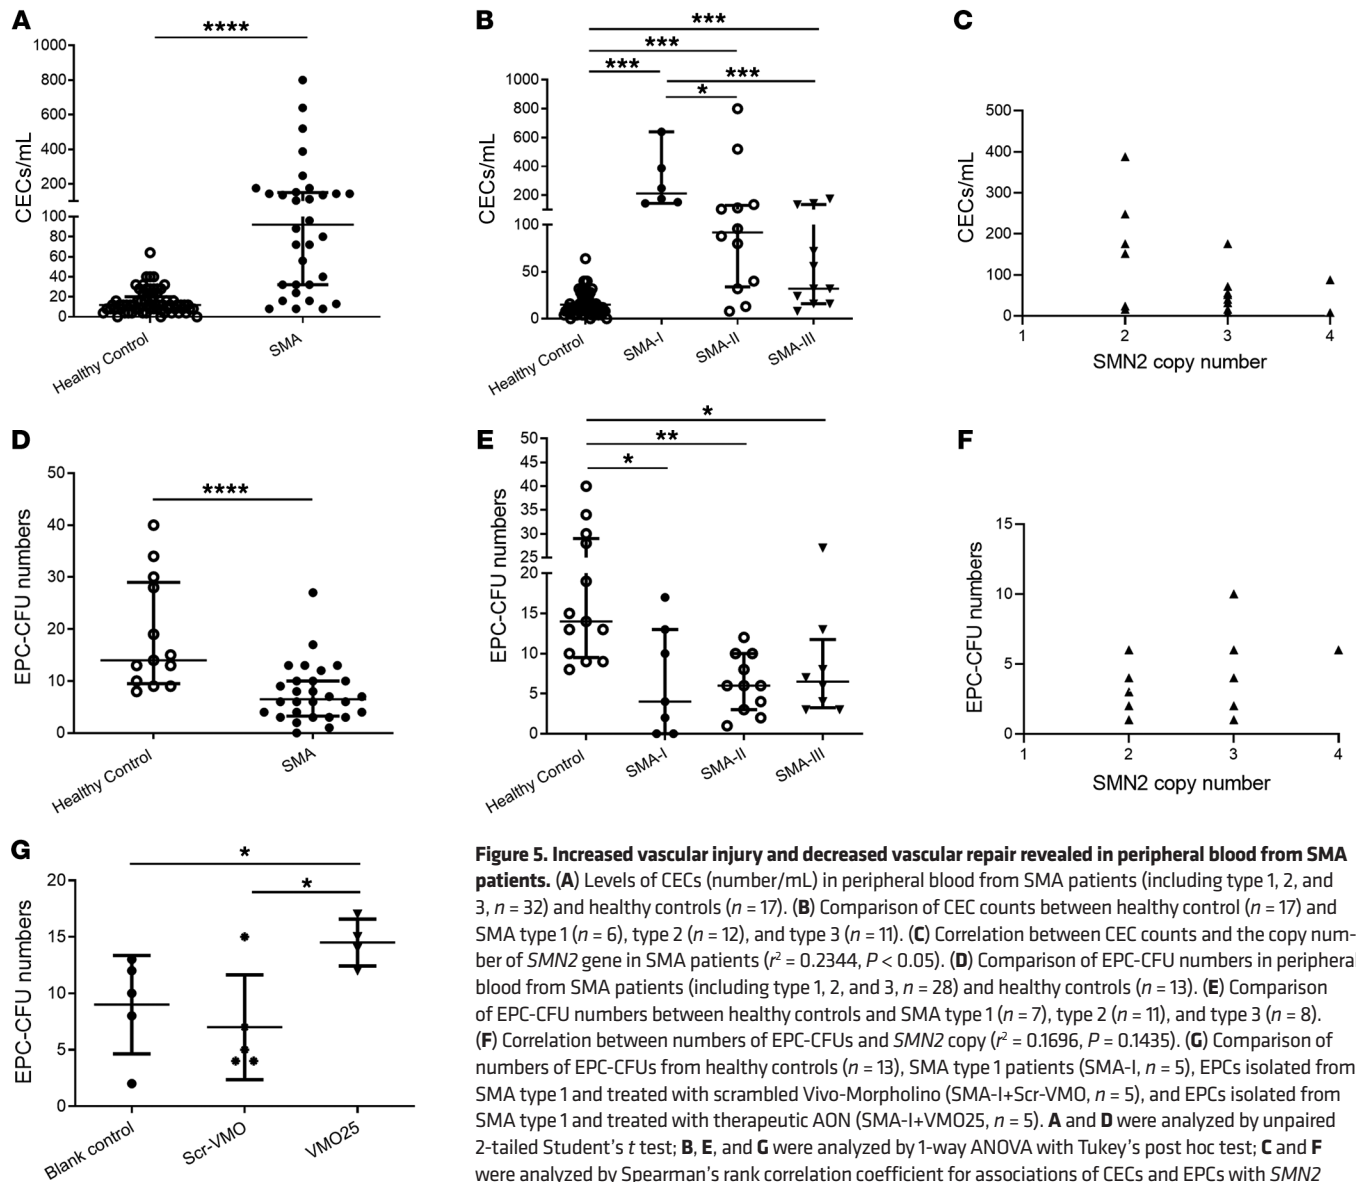 A
****
1000
800
600
400
200
100
80
60
40
20
0
CECs/mL
Healthy Control
SMA
B
***
***
***
***
*
1000
800
600
400
200
100
50
0
CECs/mL
Healthy Control
SMA-I
SMA-II
SMA-III
C
500
400
300
200
100
0
CECs/mL
1 2 3 4
SMN2 copy number
D
****
50
40
30
20
10
0
EPC-CFU numbers
Healthy Control
SMA
E
*
**
*
50
45
40
35
30
25
20
15
10
5
0
EPC-CFU numbers
Healthy Control
SMA-I
SMA-II
SMA-III
F
15
10
5
0
EPC-CFU numbers
1 2 3 4
SMN2 copy number
G
*
*
20
15
10
5
0
EPC-CFU numbers
Blank control
Scr-VMO
VMO25
Figure 5. Increased vascular injury and decreased vascular repair revealed in peripheral blood from SMA
patients. (A) Levels of CECs (number/mL) in peripheral blood from SMA patients (including type 1, 2, and
3, n = 32) and healthy controls (n = 17). (B) Comparison of CEC counts between healthy control (n = 17) and
SMA type 1 (n = 6), type 2 (n = 12), and type 3 (n = 11). (C) Correlation between CEC counts and the copy num-
ber of SMN2 gene in SMA patients (r² = 0.2344, P < 0.05). (D) Comparison of EPC-CFU numbers in peripheral
blood from SMA patients (including type 1, 2, and 3, n = 28) and healthy controls (n = 13). (E) Comparison
of EPC-CFU numbers between healthy controls and SMA type 1 (n = 7), type 2 (n = 11), and type 3 (n = 8).
(F) Correlation between numbers of EPC-CFUs and SMN2 copy (r² = 0.1696, P = 0.1435). (G) Comparison of
numbers of EPC-CFUs from healthy controls (n = 13), SMA type 1 patients (SMA-I, n = 5), EPCs isolated from
SMA type 1 and treated with scrambled Vivo-Morpholino (SMA-I+Scr-VMO, n = 5), and EPCs isolated from
SMA type 1 and treated with therapeutic AON (SMA-I+VMO25, n = 5). A and D were analyzed by unpaired
2-tailed Student's t test; B, E, and G were analyzed by 1-way ANOVA with Tukey's post hoc test; C and F
were analyzed by Spearman's rank correlation coefficient for associations of CECs and EPCs with SMN2